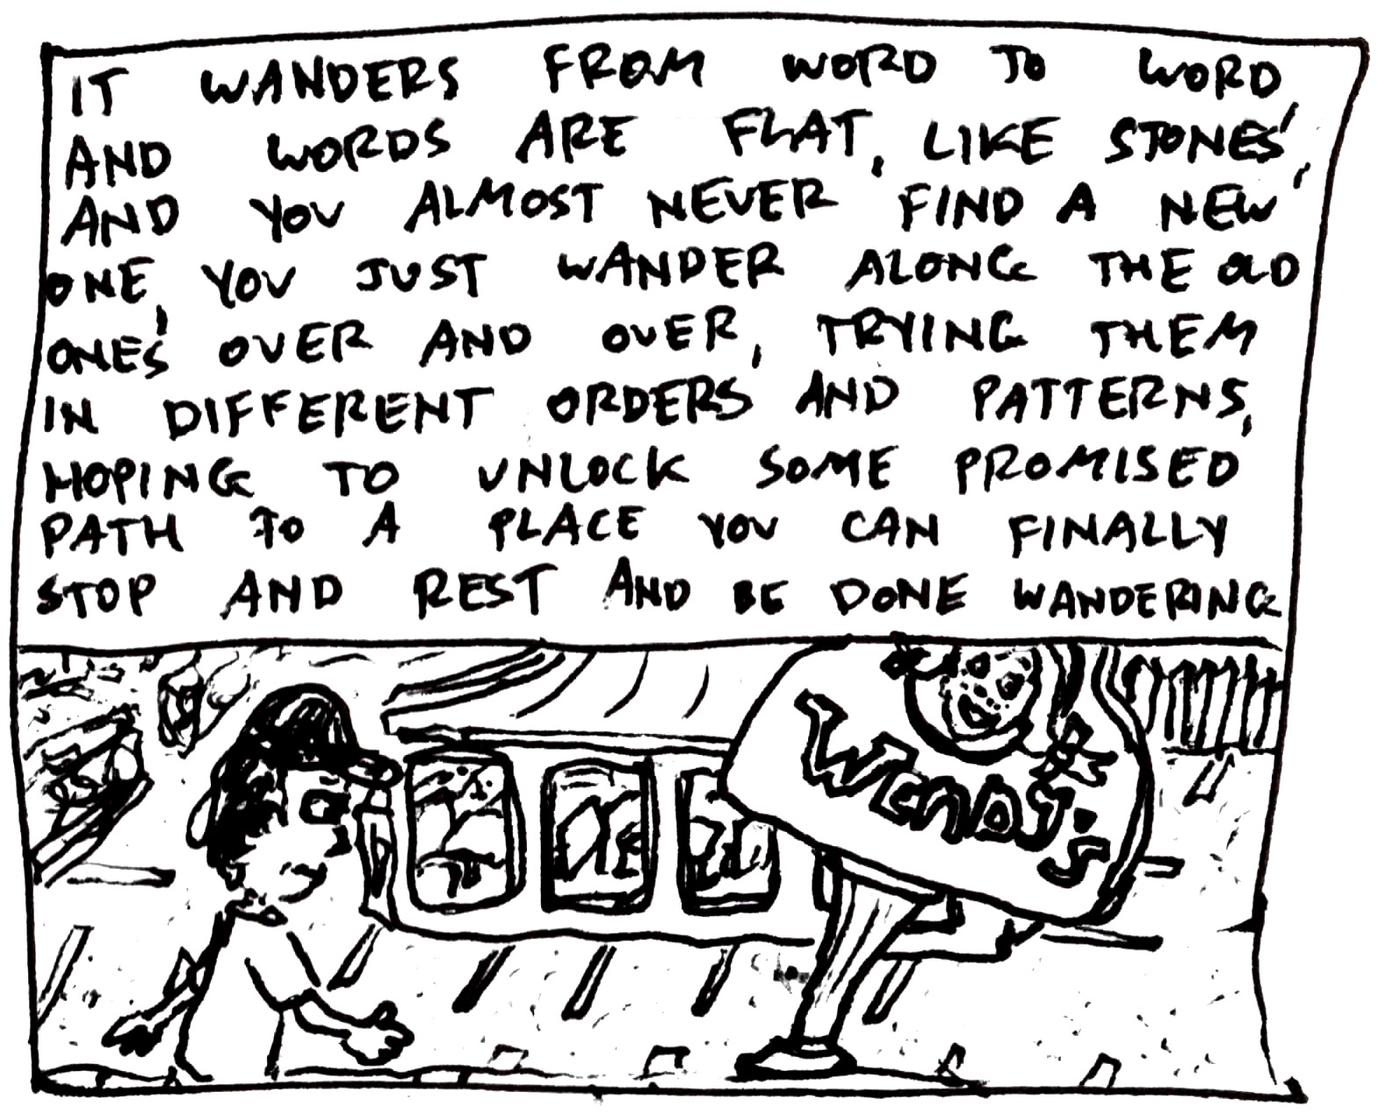 IT WANDERS FROM WORD TO WORD,
AND WORDS ARE FLAT, LIKE STONES,
AND YOU ALMOST NEVER FIND A NEW
ONE, YOU JUST WANDER ALONG THE OLD
ONES OVER AND OVER, TRYING THEM
IN DIFFERENT ORDERS AND PATTERNS,
HOPING TO UNLOCK SOME PROMISED
PATH TO A PLACE YOU CAN FINALLY
STOP AND REST AND BE DONE WANDERING
WENDY'S